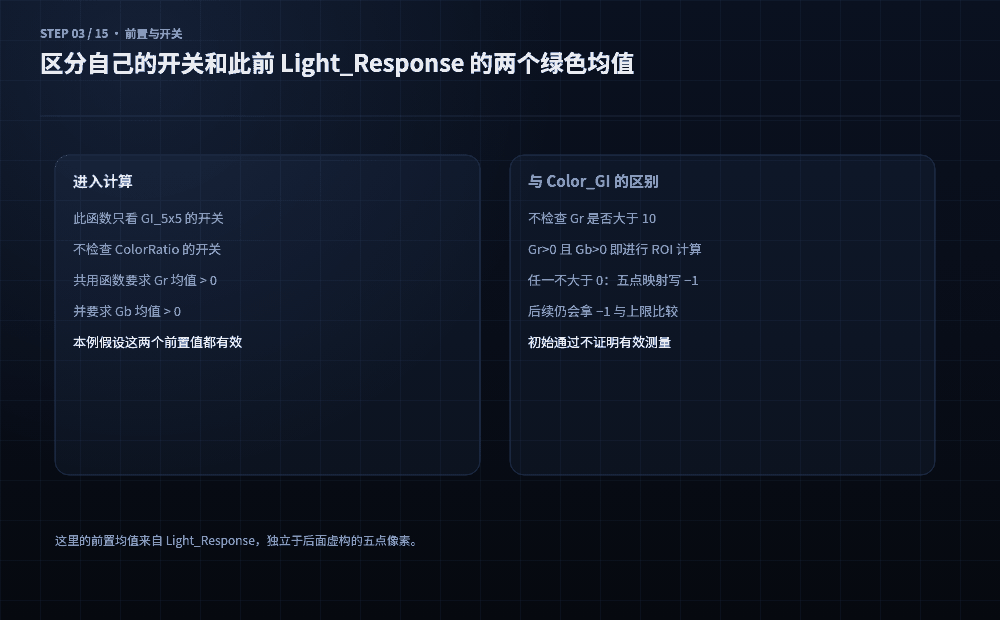 STEP 03 / 15 · 前置与开关
区分自己的开关和此前 Light_Response 的两个绿色均值
进入计算
此函数只看 GI_5x5 的开关
不检查 ColorRatio 的开关
共用函数要求 Gr 均值 > 0
并要求 Gb 均值 > 0
本例假设这两个前置值都有效
与 Color_GI 的区别
不检查 Gr 是否大于 10
Gr>0 且 Gb>0 即进行 ROI 计算
任一不大于 0：五点映射写 −1
后续仍会拿 −1 与上限比较
初始通过不证明有效测量
这里的前置均值来自 Light_Response，独立于后面虚构的五点像素。